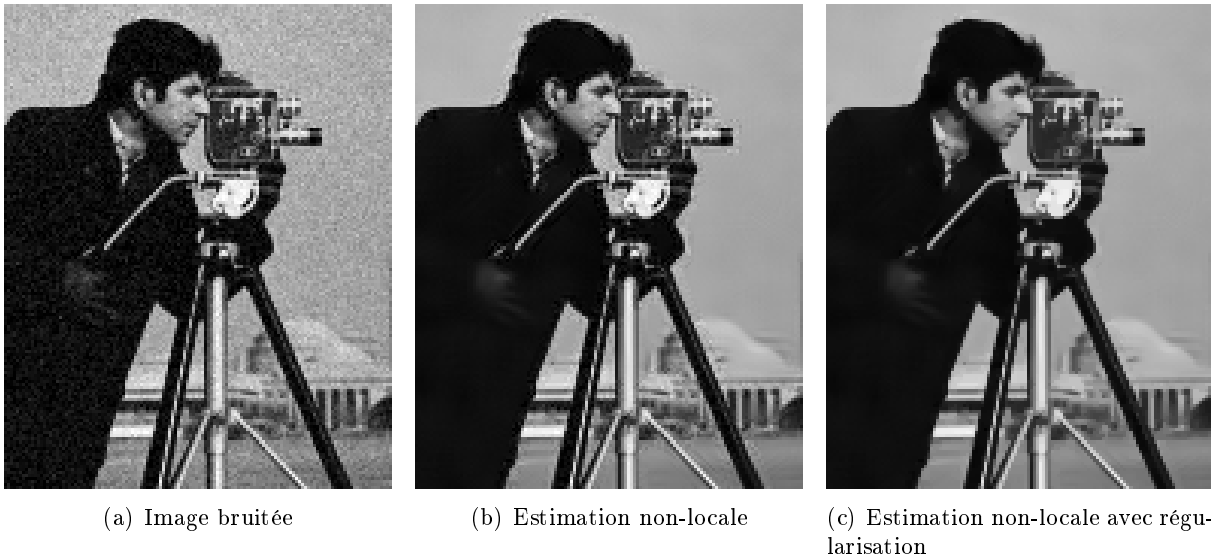 (a) Image bruitée
(b) Estimation non-locale
(c) Estimation non-locale avec régu-
larisation